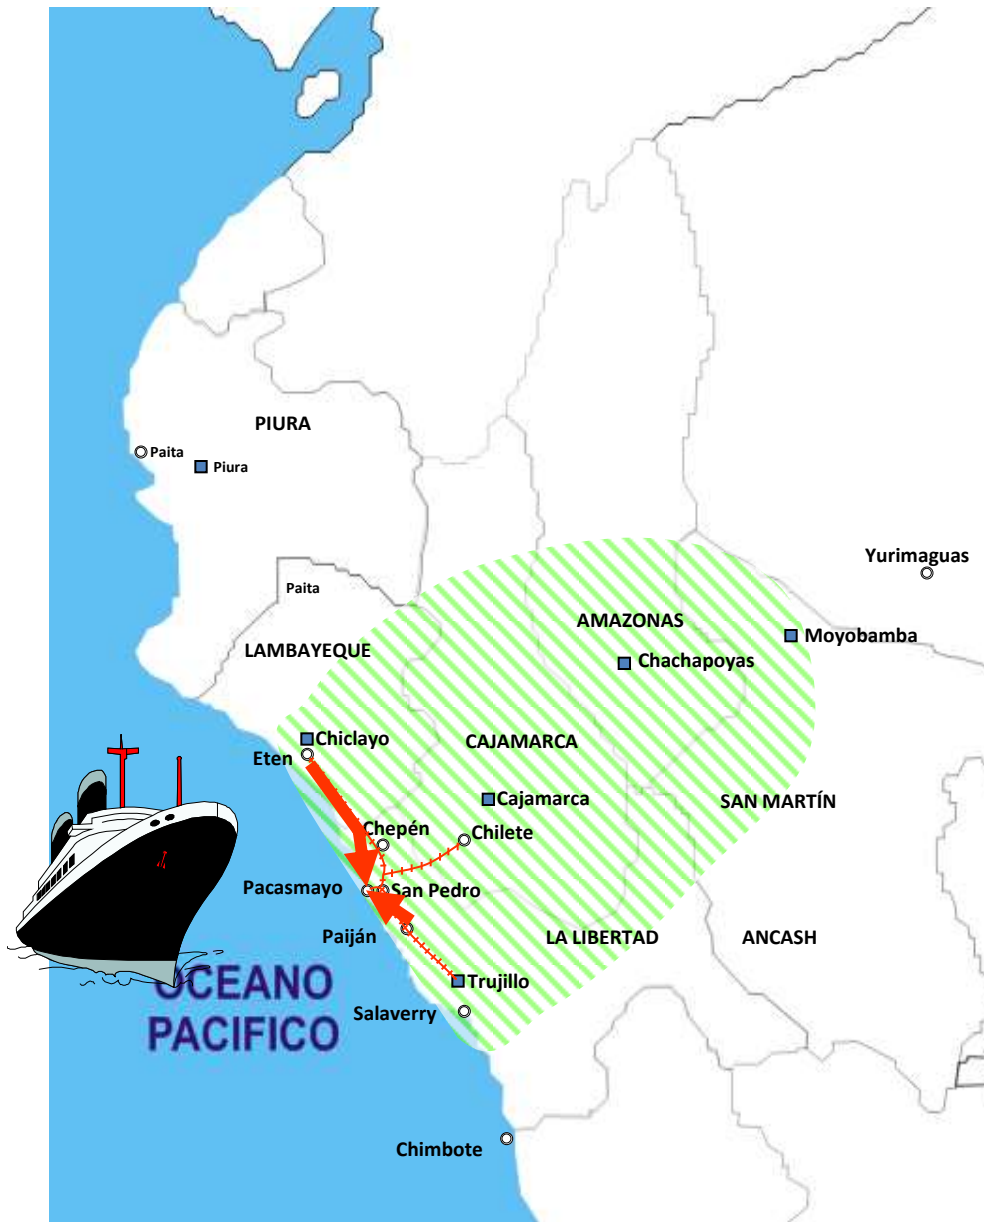 PIURA
Paita
Piura
Yurimaguas
Paita
AMAZONAS
Moyobamba
LAMBAYEQUE
Chachapoyas
Chiclayo
CAJAMARCA
Eten
Cajamarca
SAN MARTÍN
Chepén
Chilete
Pacasmayo
San Pedro
Paiján
LA LIBERTAD
ANCASH
OCEANO
PACIFICO
Trujillo
Salaverry
Chimbote